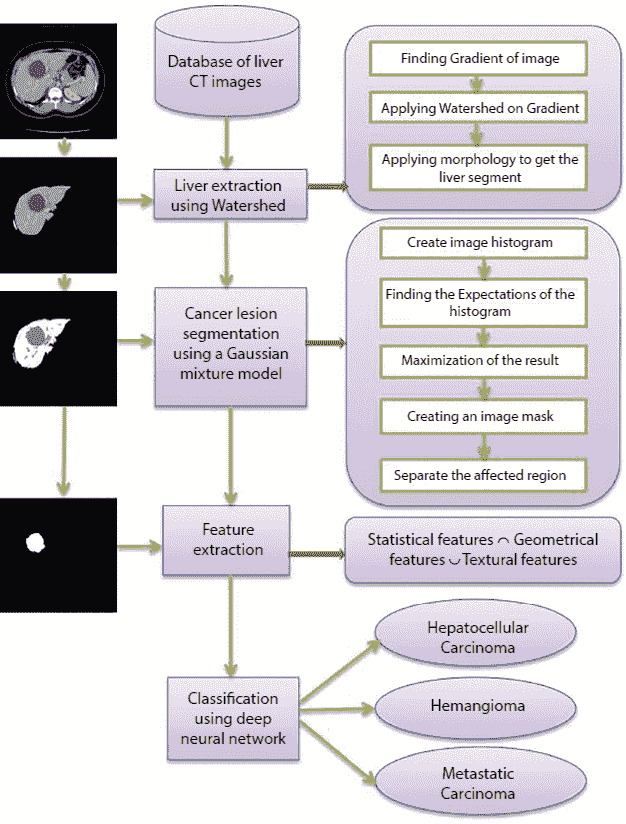 Database of liver
CT images
Finding Gradient of image
Applying Watershed on Gradient
Applying morphology to get the
liver segment
Liver extraction
using Watershed
Create image histogram
Finding the Expectations of the
histogram
Maximization of the result
Creating an image mask
Separate the affected region
Cancer lesion
segmentation
using a Gaussian
mixture model
Feature
extraction
Statistical features ⌢ Geometrical
features ⌣ Textural features
Classification
using deep
neural network
Hepatocellular
Carcinoma
Hemangioma
Metastatic
Carcinoma